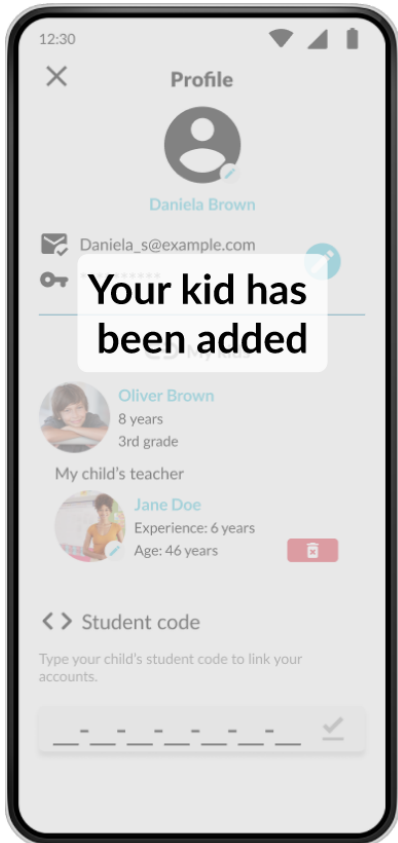 12:30
Profile
Daniela Brown
Daniela_s@example.com
Your kid has
been added
My kids
Oliver Brown
8 years
3rd grade
My child's teacher
Jane Doe
Experience: 6 years
Age: 46 years
< > Student code
Type your child's student code to link your
accounts.